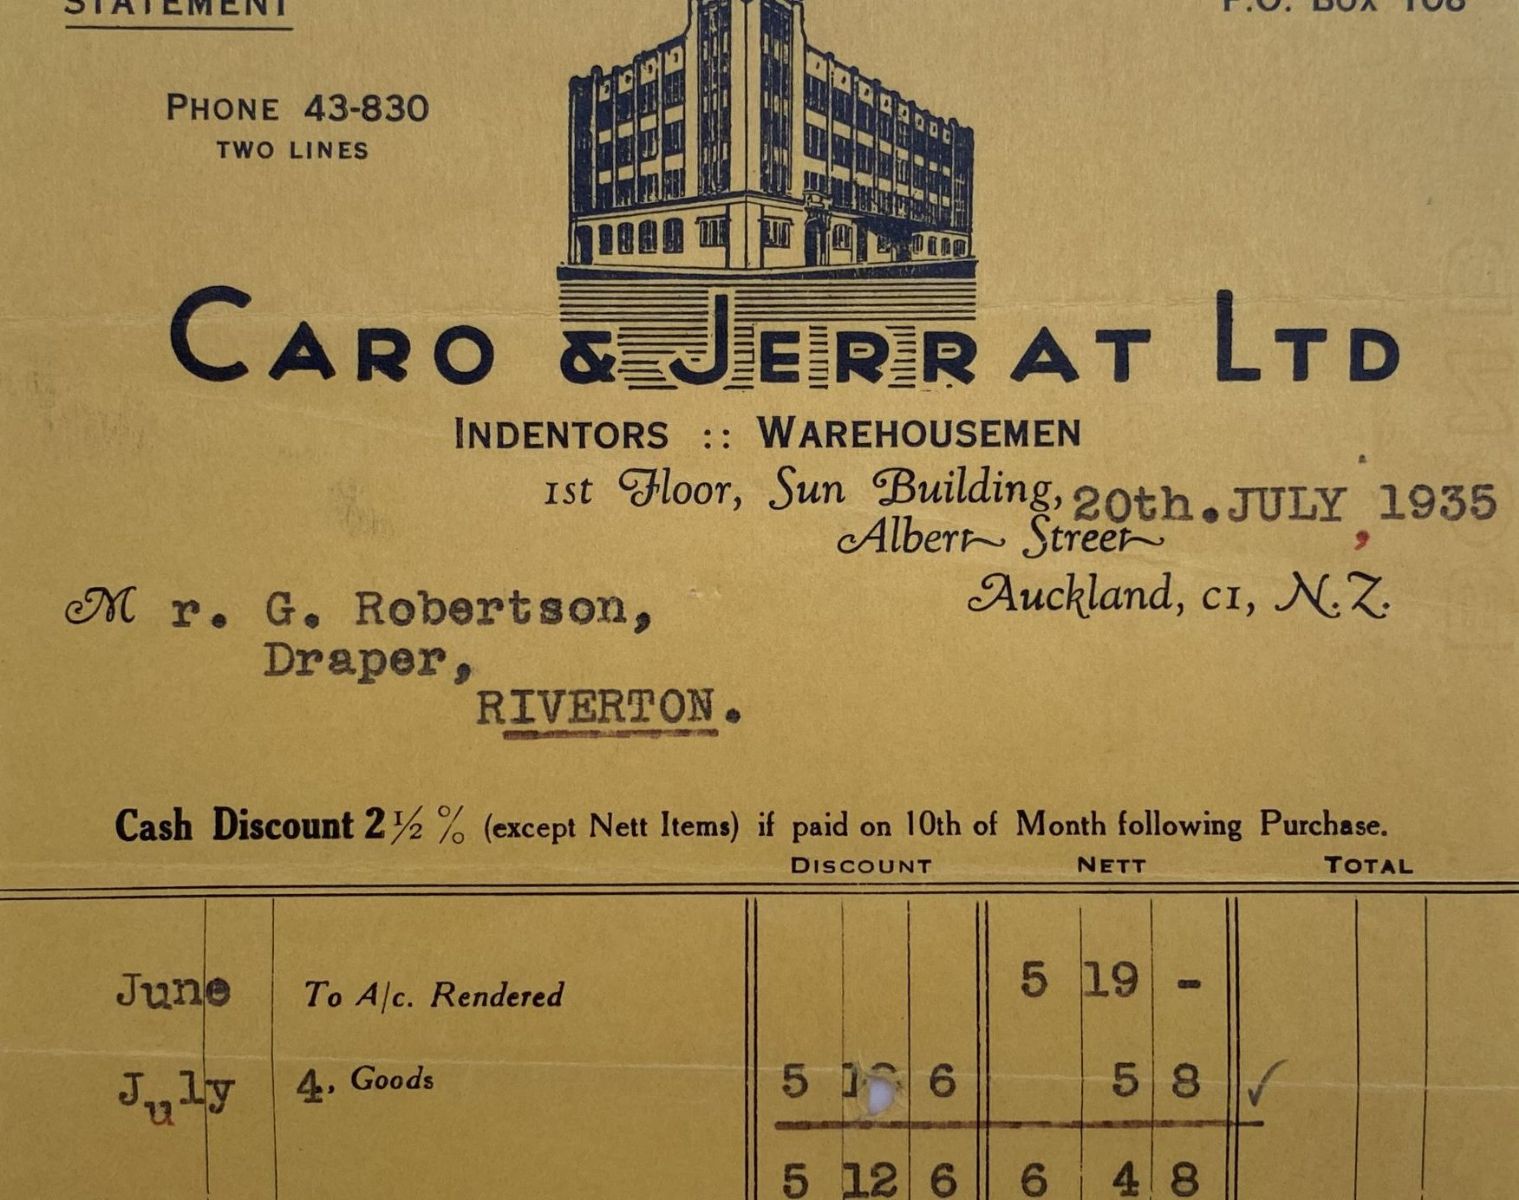 STATEMENT
P.O. Box 108
PHONE 43-830
TWO LINES
CARO & JERRAT LTD
INDENTORS :: WAREHOUSEMEN
1st Floor, Sun Building,
20th.JULY, 1935
Albert Street
Auckland, C1, N.Z.
Mr. G. Robertson,
Draper,
RIVERTON.
Cash Discount 2½% (except Nett Items) if paid on 10th of Month following Purchase.
DISCOUNT NETT TOTAL
June To A/c. Rendered 5 19 -
July 4, Goods 5 6 5 8 ✓
5 12 6 6 4 8